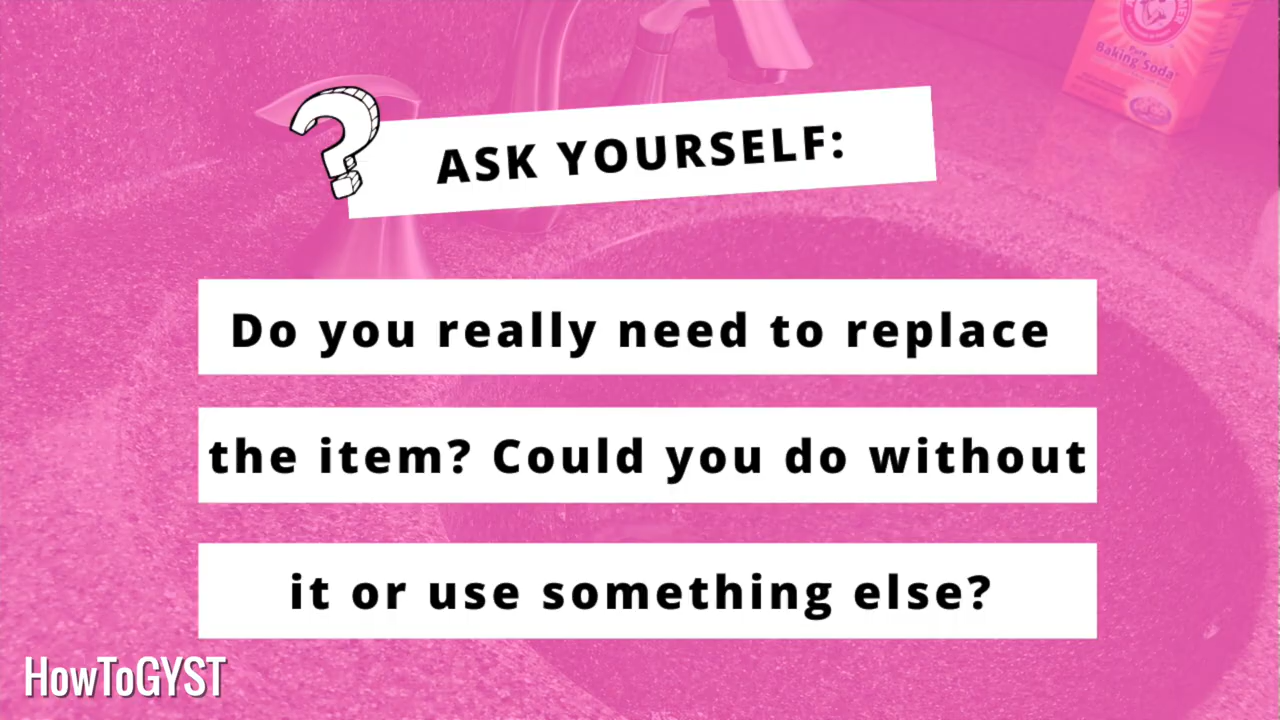 Pure
Baking Soda
ASK YOURSELF:
Do you really need to replace
the item? Could you do without
it or use something else?
HowToGYST